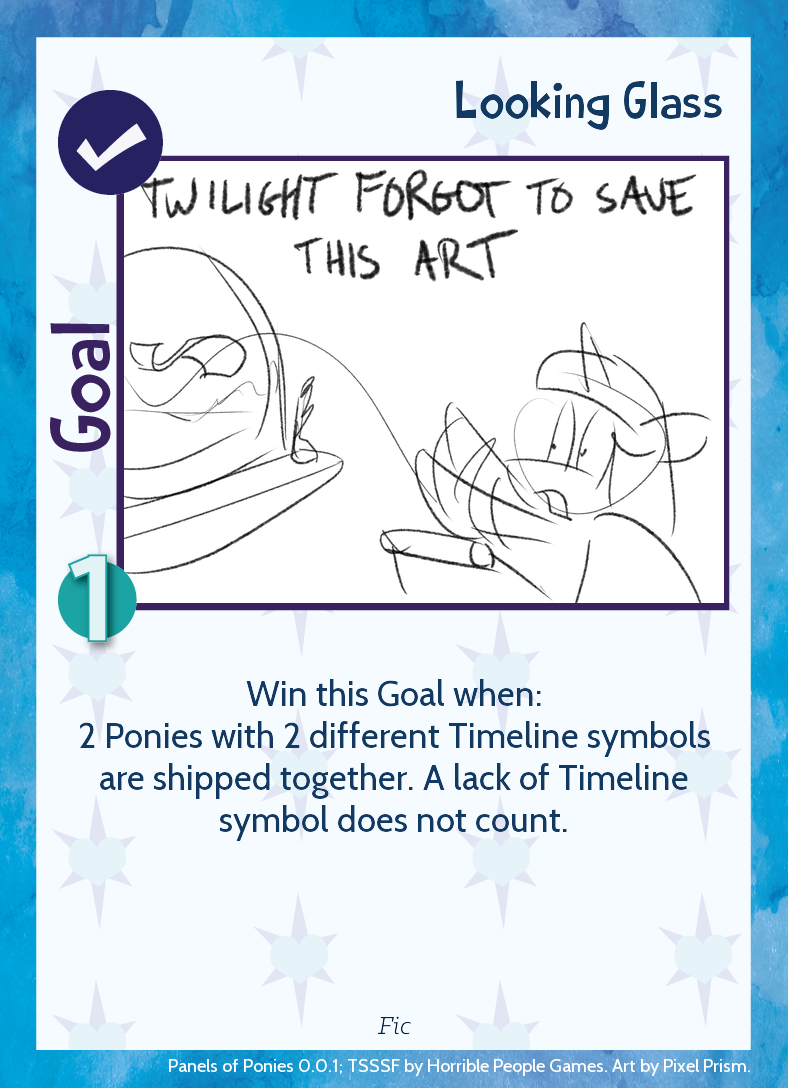 Looking Glass
TWILIGHT FORGOT TO SAVE
THIS ART
Goal
1
Win this Goal when:
2 Ponies with 2 different Timeline symbols
are shipped together. A lack of Timeline
symbol does not count.
Fic
Panels of Ponies 0.0.1; TSSSF by Horrible People Games. Art by Pixel Prism.